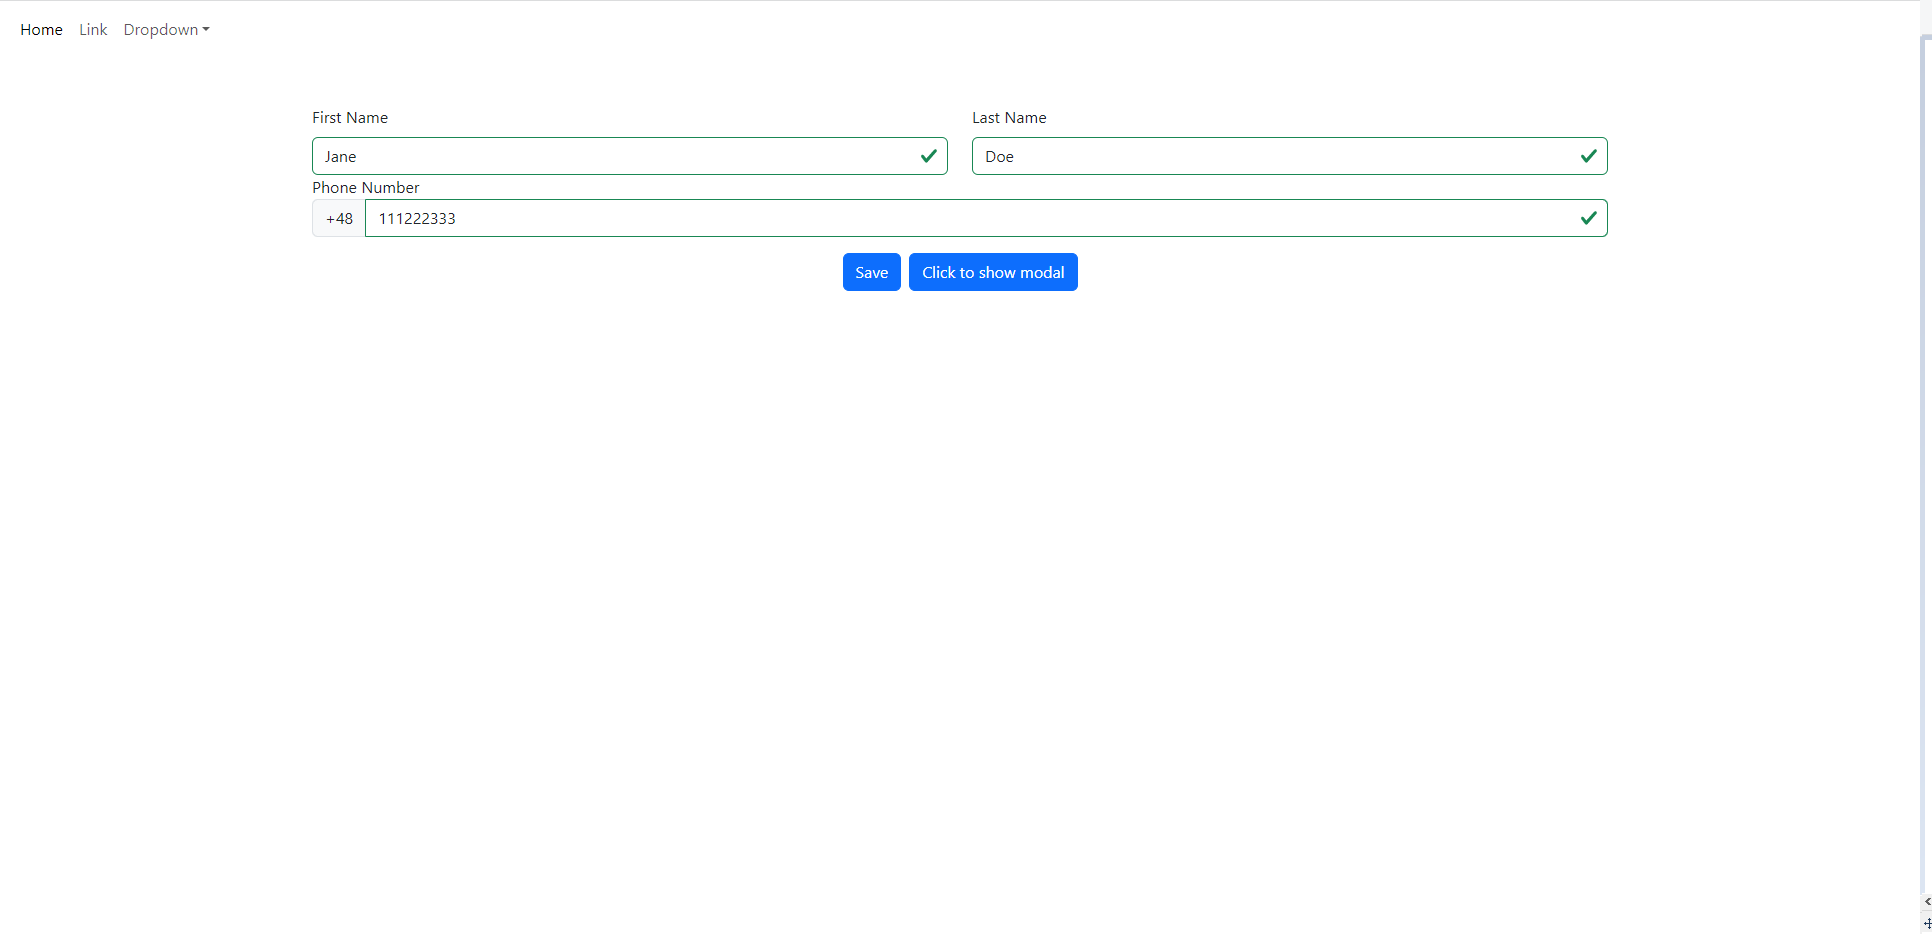 Home Link Dropdown
First Name Last Name
Jane Doe
Phone Number
+48 111222333
Save Click to show modal